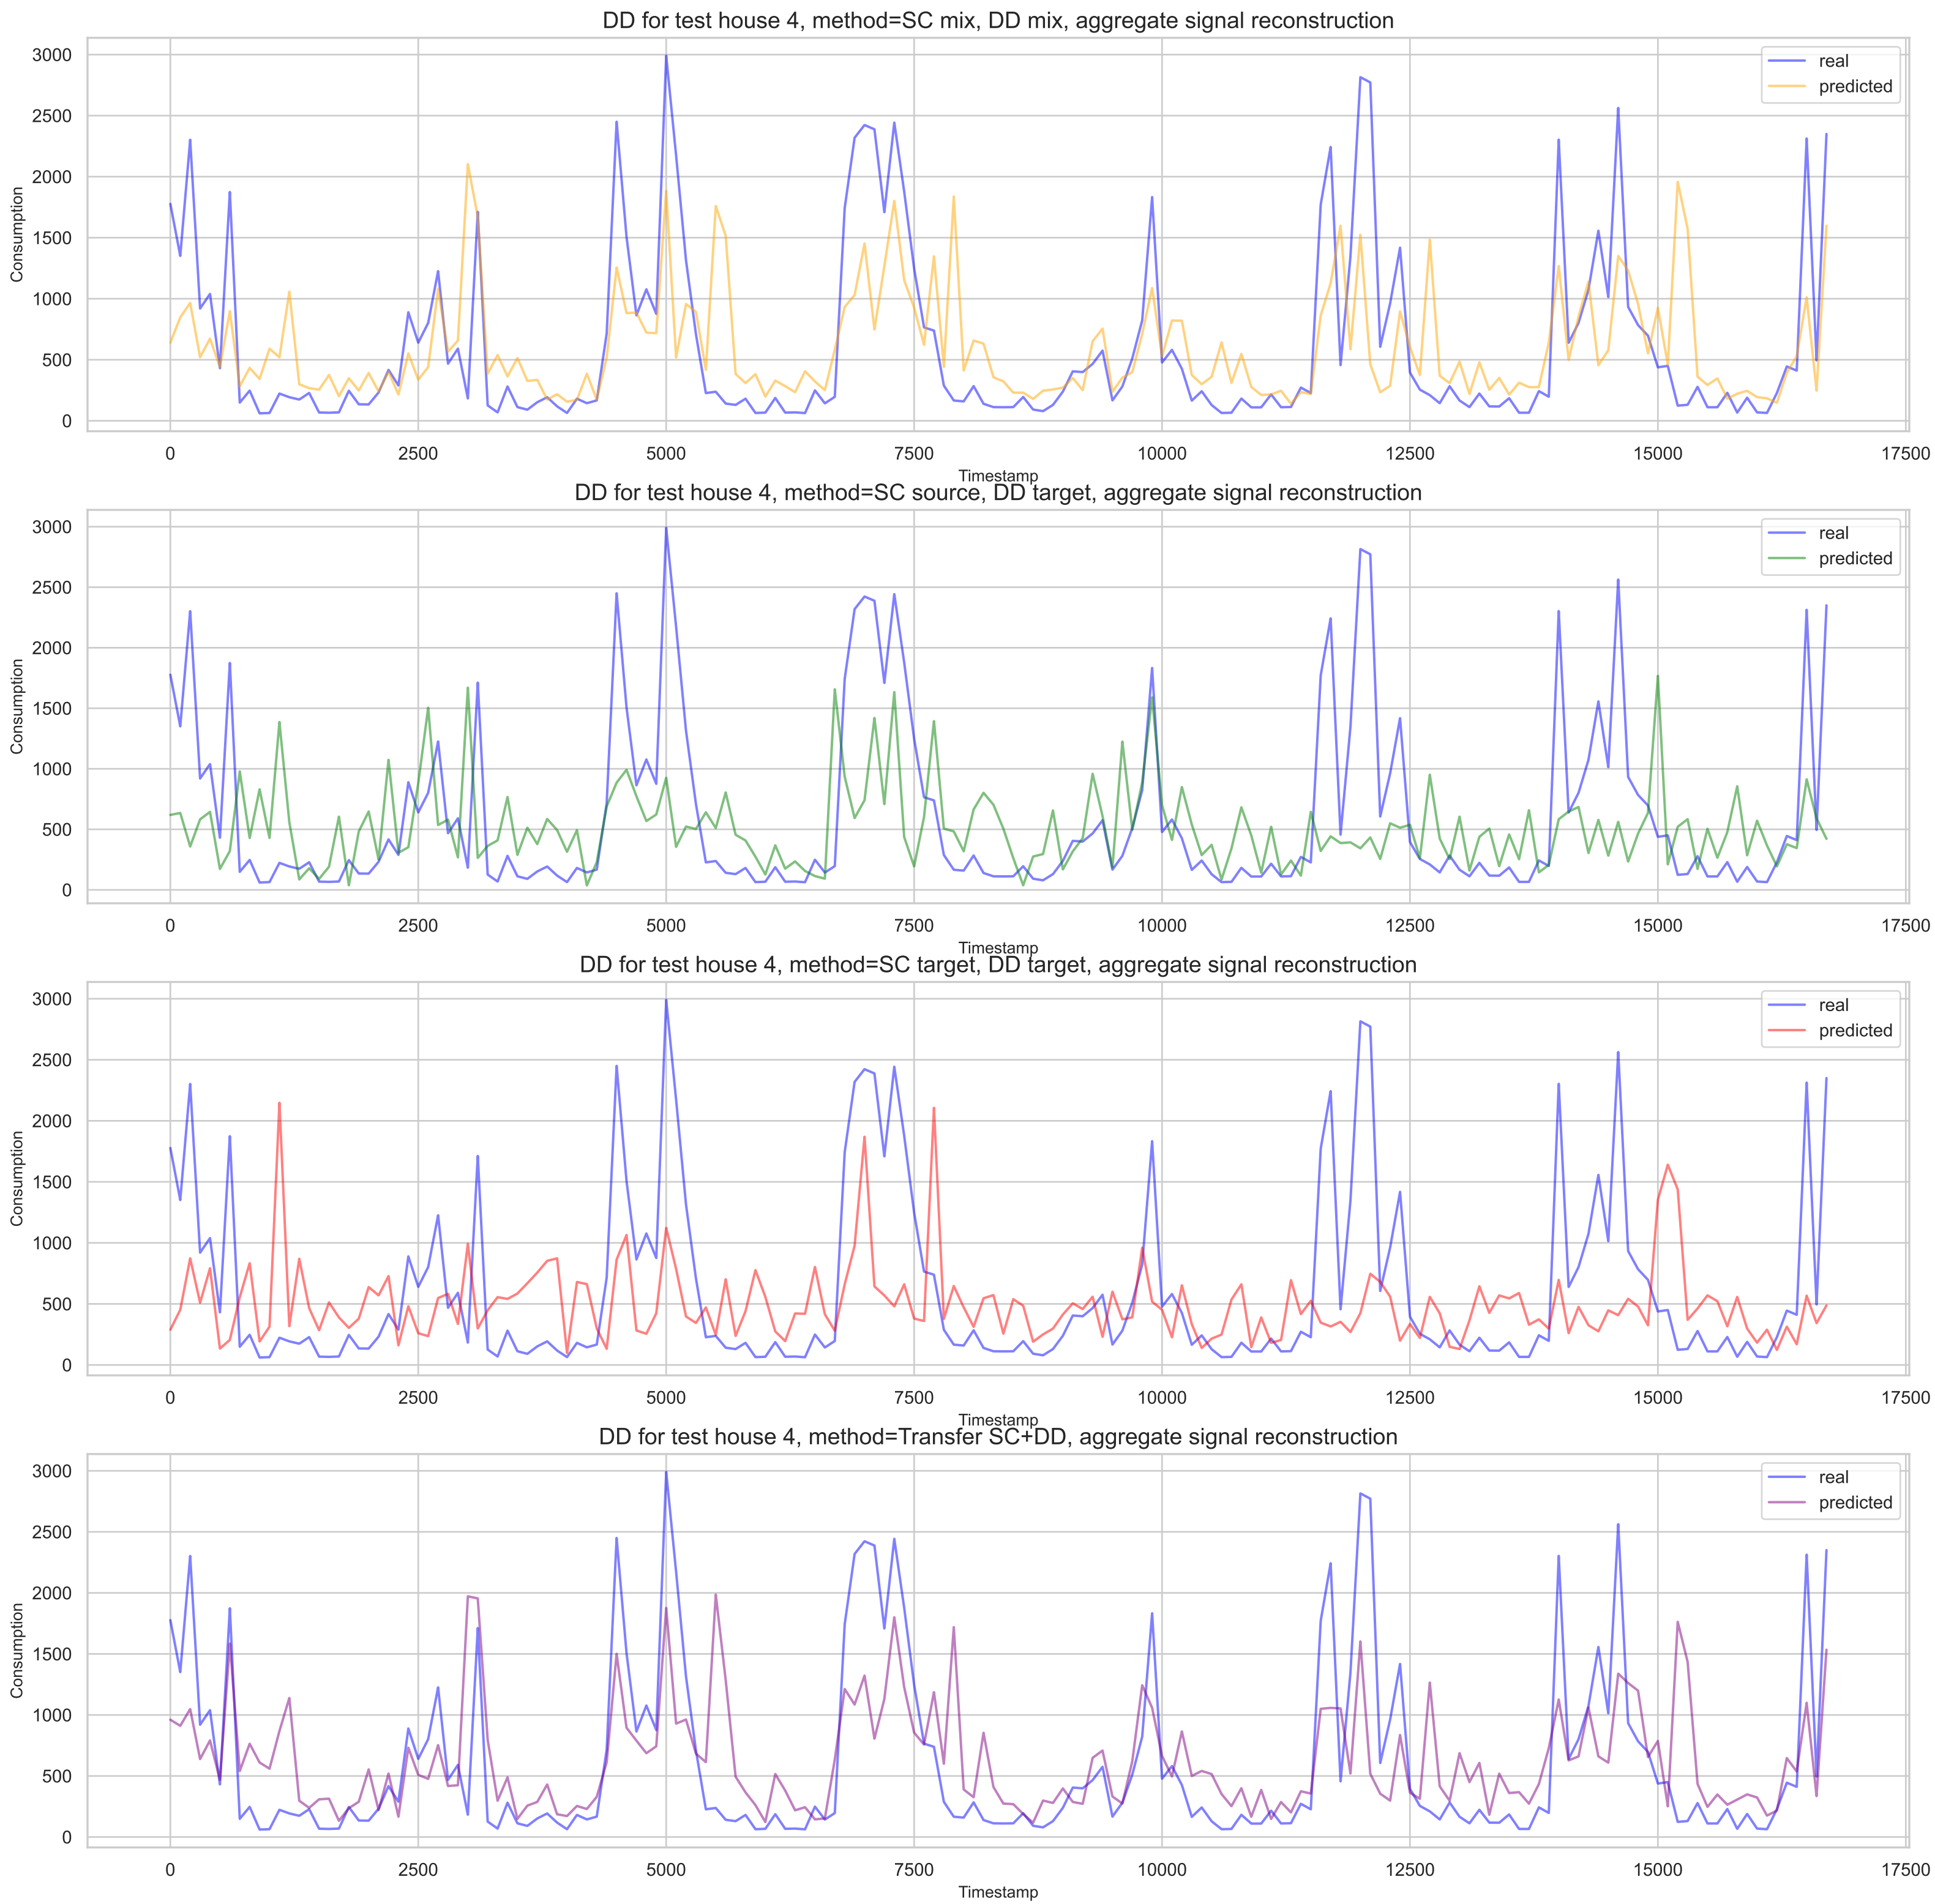 DD for test house 4, method=SC mix, DD mix, aggregate signal reconstruction
3000
2500
2000
1500
1000
500
0
Consumption
real
predicted
0 2500 5000 7500 10000 12500 15000 17500
Timestamp
DD for test house 4, method=SC source, DD target, aggregate signal reconstruction
3000
2500
2000
1500
1000
500
0
Consumption
real
predicted
0 2500 5000 7500 10000 12500 15000 17500
Timestamp
DD for test house 4, method=SC target, DD target, aggregate signal reconstruction
3000
2500
2000
1500
1000
500
0
Consumption
real
predicted
0 2500 5000 7500 10000 12500 15000 17500
Timestamp
DD for test house 4, method=Transfer SC+DD, aggregate signal reconstruction
3000
2500
2000
1500
1000
500
0
Consumption
real
predicted
0 2500 5000 7500 10000 12500 15000 17500
Timestamp